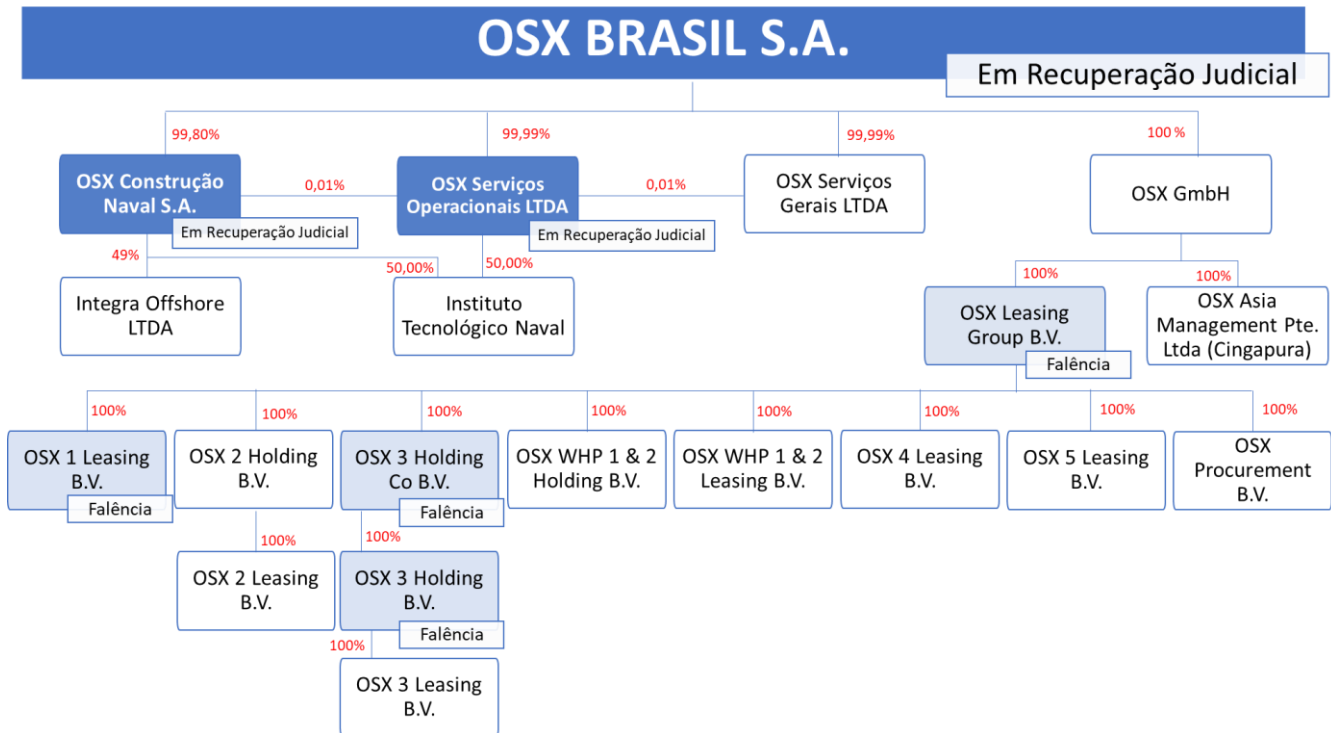 OSX BRASIL S.A.
Em Recuperação Judicial
99,80%
99,99%
99,99%
100 %
OSX Construção
Naval S.A.
Em Recuperação Judicial
0,01%
OSX Serviços
Operacionais LTDA
Em Recuperação Judicial
0,01%
OSX Serviços
Gerais LTDA
OSX GmbH
49%
50,00%
50,00%
100%
100%
Integra Offshore
LTDA
Instituto
Tecnológico Naval
OSX Leasing
Group B.V.
Falência
OSX Asia
Management Pte.
Ltda (Cingapura)
100%
100%
100%
100%
100%
100%
100%
100%
OSX 1 Leasing
B.V.
Falência
OSX 2 Holding
B.V.
OSX 3 Holding
Co B.V.
Falência
OSX WHP 1 & 2
Holding B.V.
OSX WHP 1 & 2
Leasing B.V.
OSX 4 Leasing
B.V.
OSX 5 Leasing
B.V.
OSX
Procurement
B.V.
100%
100%
OSX 2 Leasing
B.V.
OSX 3 Holding
B.V.
Falência
100%
OSX 3 Leasing
B.V.